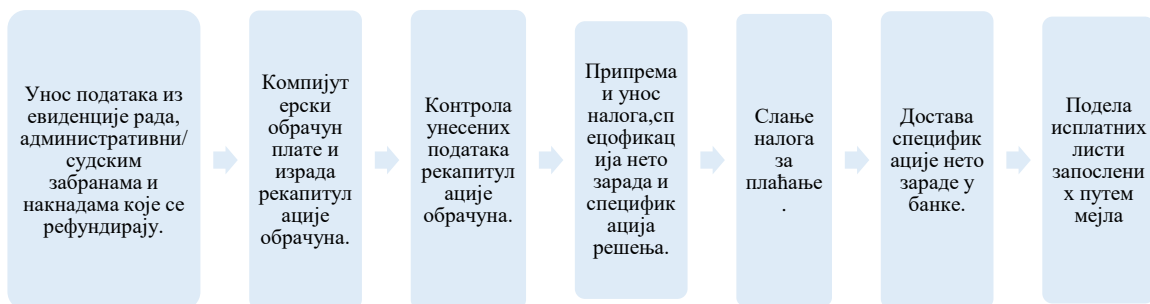 Унос података из
евиденције рада,
административни/
судским
забранама и
накнадама које се
рефундирају.
Компијут
ерски
обрачун
плате и
израда
рекапитул
ације
обрачуна.
Контрола
унесених
података
рекапитул
ације
обрачуна.
Припрема
и унос
налога,сп
ецофикац
ија нето
зарада и
специфик
ација
решења.
Слање
налога
за
плаћање
.
Достава
специфик
ације нето
зараде у
банке.
Подела
исплатних
листи
запослени
х путем
мејла